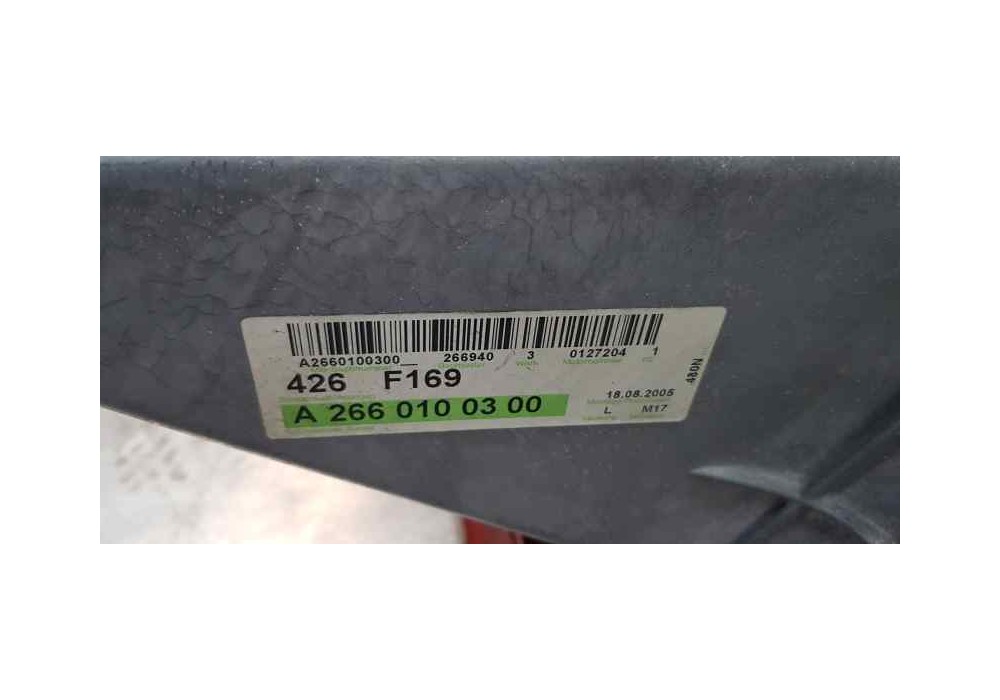 A2660100300__ 266940 3 0127204 1
426 F169
A 266 010 03 00
18.08.2005
L M17
480N